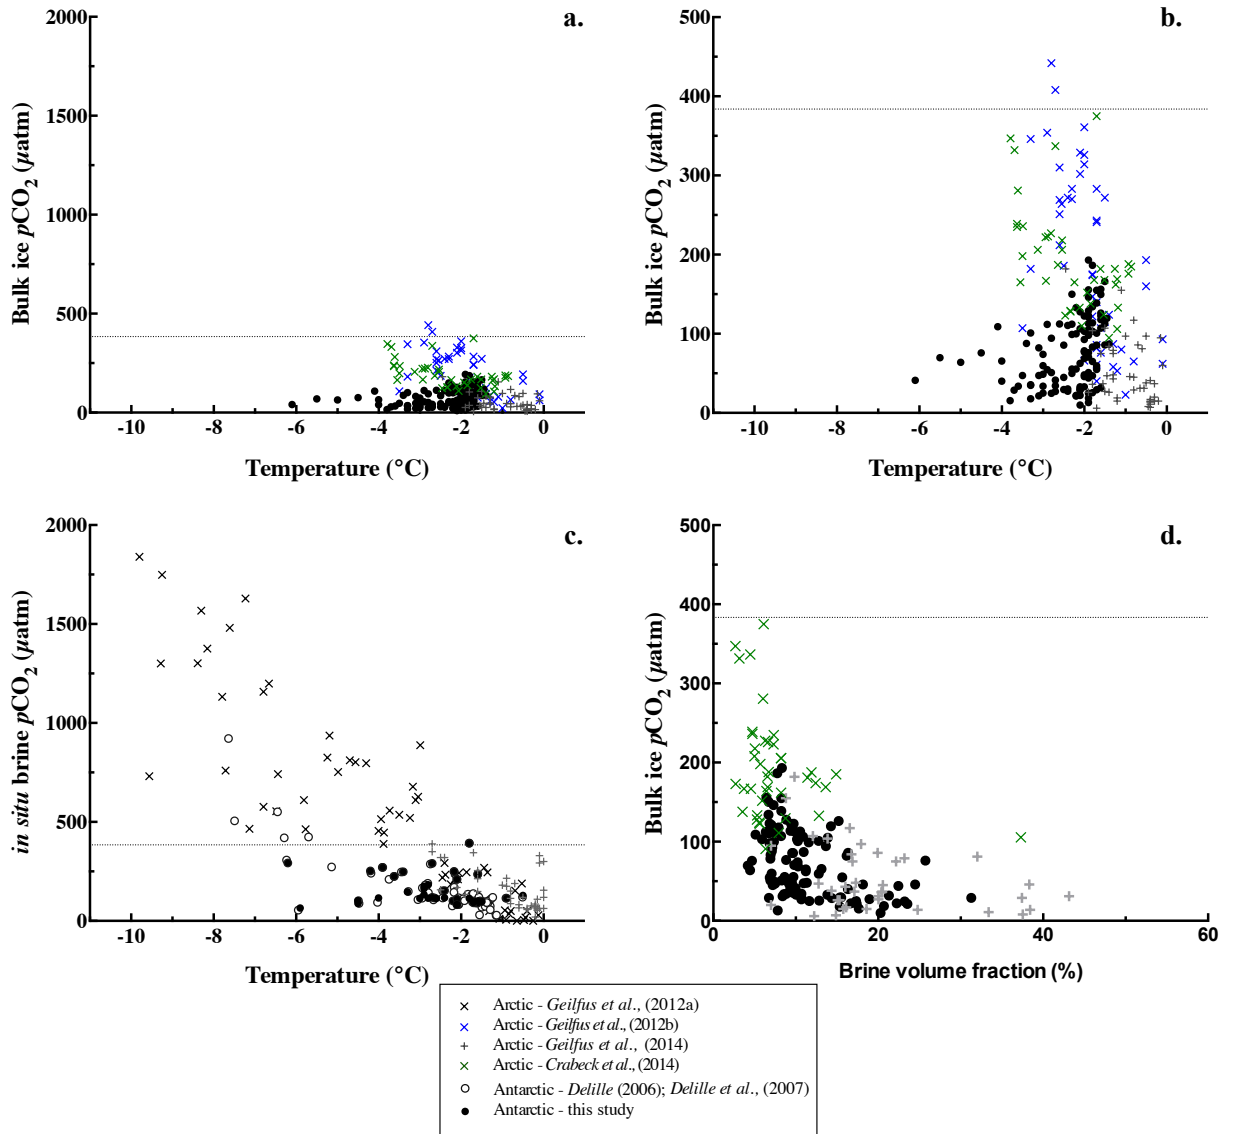 a.
2000
1500
1000
500
0
-10 -8 -6 -4 -2 0
Bulk ice pCO2 (µatm)
Temperature (°C)
b.
500
400
300
200
100
0
-10 -8 -6 -4 -2 0
Bulk ice pCO2 (µatm)
Temperature (°C)
c.
2000
1500
1000
500
0
-10 -8 -6 -4 -2 0
in situ brine pCO2 (µatm)
Temperature (°C)
d.
500
400
300
200
100
0
0 20 40 60
Bulk ice pCO2 (µatm)
Brine volume fraction (%)
Arctic - Geilfus et al., (2012a)
Arctic - Geilfus et al., (2012b)
Arctic - Geilfus et al., (2014)
Arctic - Crabeck et al., (2014)
Antarctic - Delille (2006); Delille et al., (2007)
Antarctic - this study